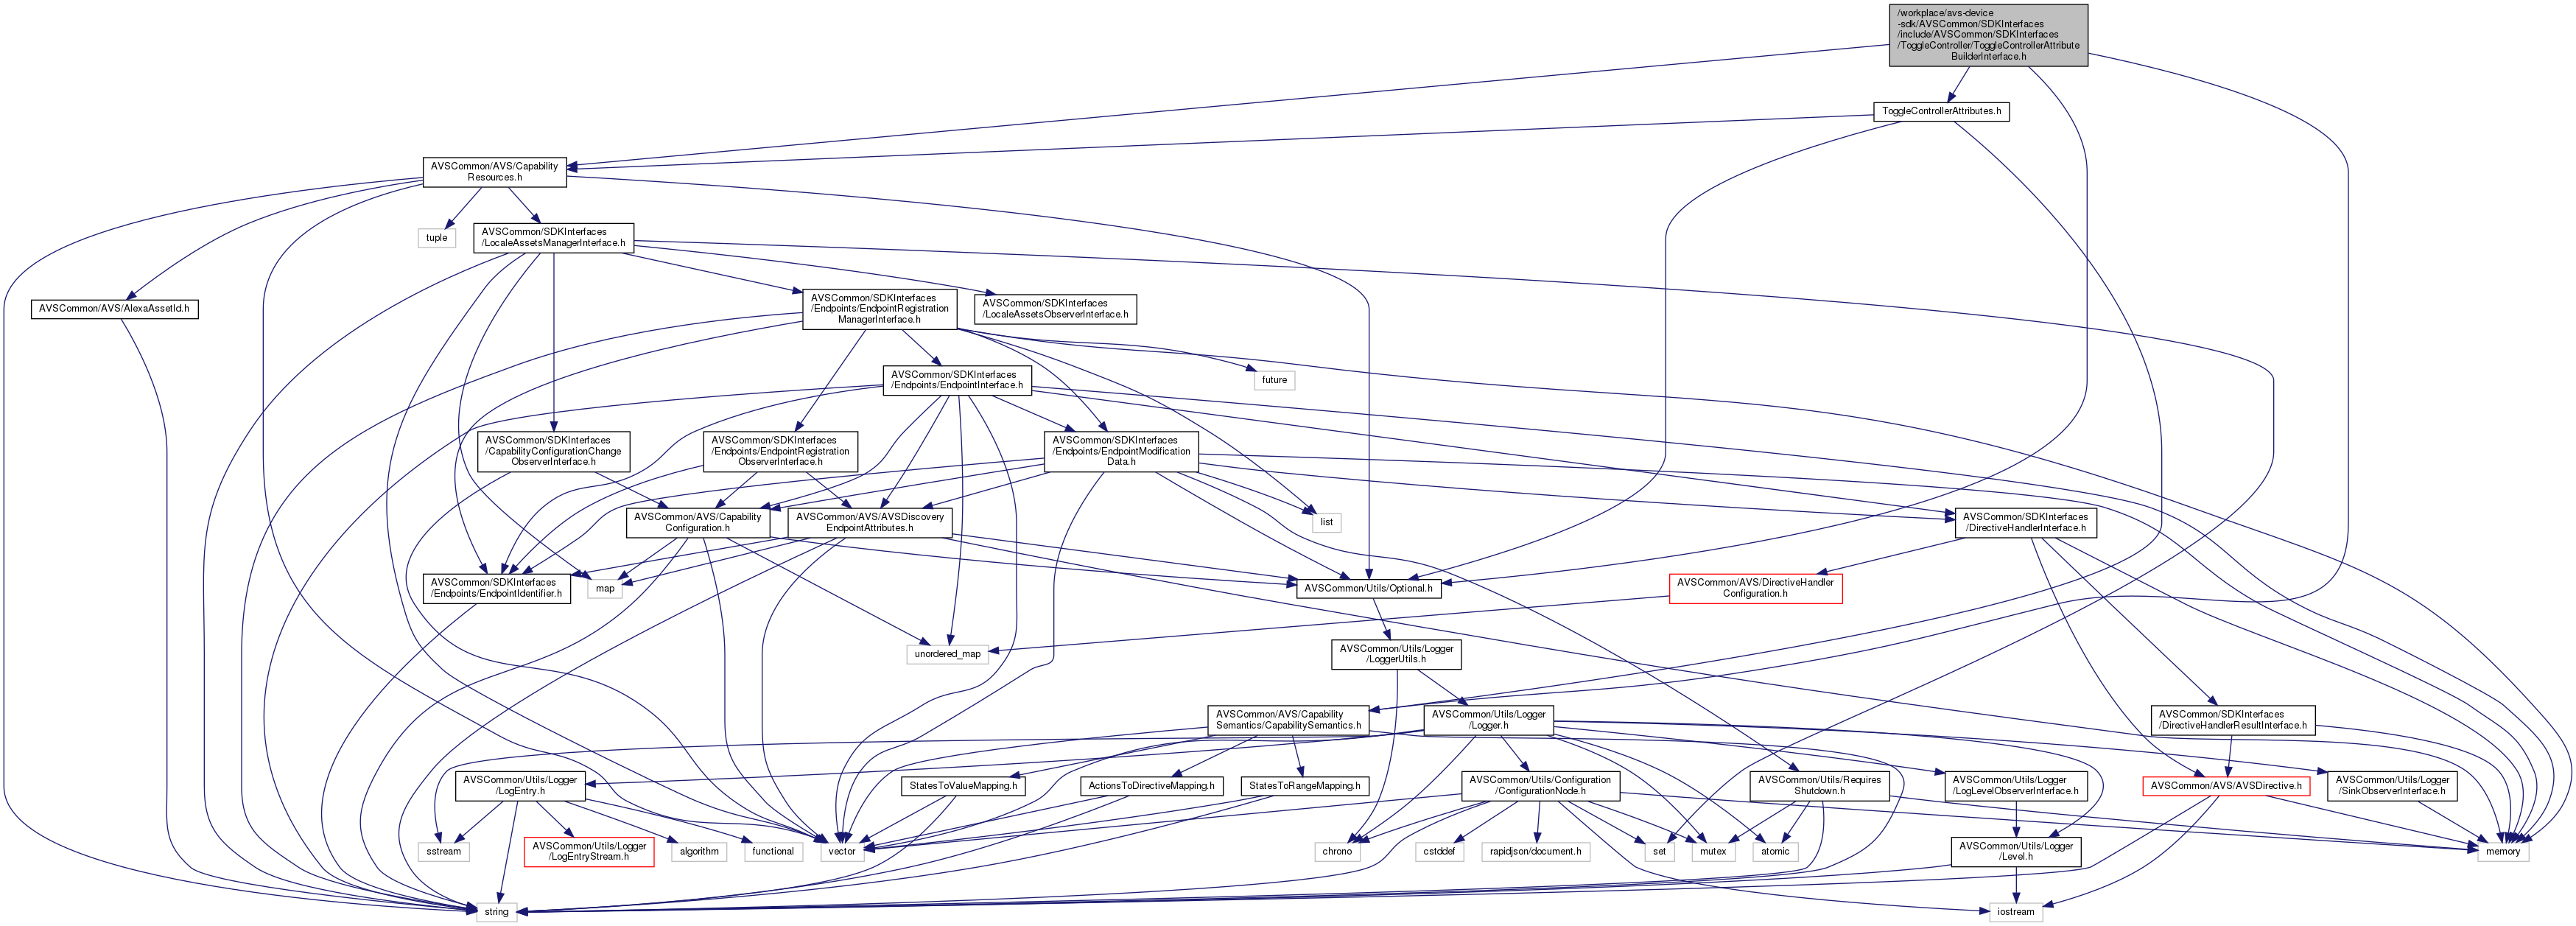 /workplace/avs-device
-sdk/AVSCommon/SDKInterfaces
/include/AVSCommon/SDKInterfaces
/ToggleController/ToggleControllerAttribute
BuilderInterface.h
ToggleControllerAttributes.h
AVSCommon/AVS/Capability
Resources.h
tuple
AVSCommon/SDKInterfaces
/LocaleAssetsManagerInterface.h
AVSCommon/AVS/AlexaAssetId.h
AVSCommon/SDKInterfaces
/Endpoints/EndpointRegistration
ManagerInterface.h
AVSCommon/SDKInterfaces
/LocaleAssetsObserverInterface.h
AVSCommon/SDKInterfaces
/Endpoints/EndpointInterface.h
future
AVSCommon/SDKInterfaces
/CapabilityConfigurationChange
ObserverInterface.h
AVSCommon/SDKInterfaces
/Endpoints/EndpointRegistration
ObserverInterface.h
AVSCommon/SDKInterfaces
/Endpoints/EndpointModification
Data.h
AVSCommon/AVS/Capability
Configuration.h
AVSCommon/AVS/AVSDiscovery
EndpointAttributes.h
list
AVSCommon/SDKInterfaces
/DirectiveHandlerInterface.h
AVSCommon/SDKInterfaces
/Endpoints/EndpointIdentifier.h
map
AVSCommon/Utils/Optional.h
AVSCommon/AVS/DirectiveHandler
Configuration.h
unordered_map
AVSCommon/Utils/Logger
/LoggerUtils.h
AVSCommon/AVS/Capability
Semantics/CapabilitySemantics.h
AVSCommon/Utils/Logger
/Logger.h
AVSCommon/SDKInterfaces
/DirectiveHandlerResultInterface.h
AVSCommon/Utils/Logger
/LogEntry.h
StatesToValueMapping.h
ActionsToDirectiveMapping.h
StatesToRangeMapping.h
AVSCommon/Utils/Configuration
/ConfigurationNode.h
AVSCommon/Utils/Requires
Shutdown.h
AVSCommon/Utils/Logger
/LogLevelObserverInterface.h
AVSCommon/AVS/AVSDirective.h
AVSCommon/Utils/Logger
/SinkObserverInterface.h
sstream
AVSCommon/Utils/Logger
/LogEntryStream.h
algorithm
functional
vector
chrono
cstddef
rapidjson/document.h
set
mutex
atomic
AVSCommon/Utils/Logger
/Level.h
memory
string
iostream